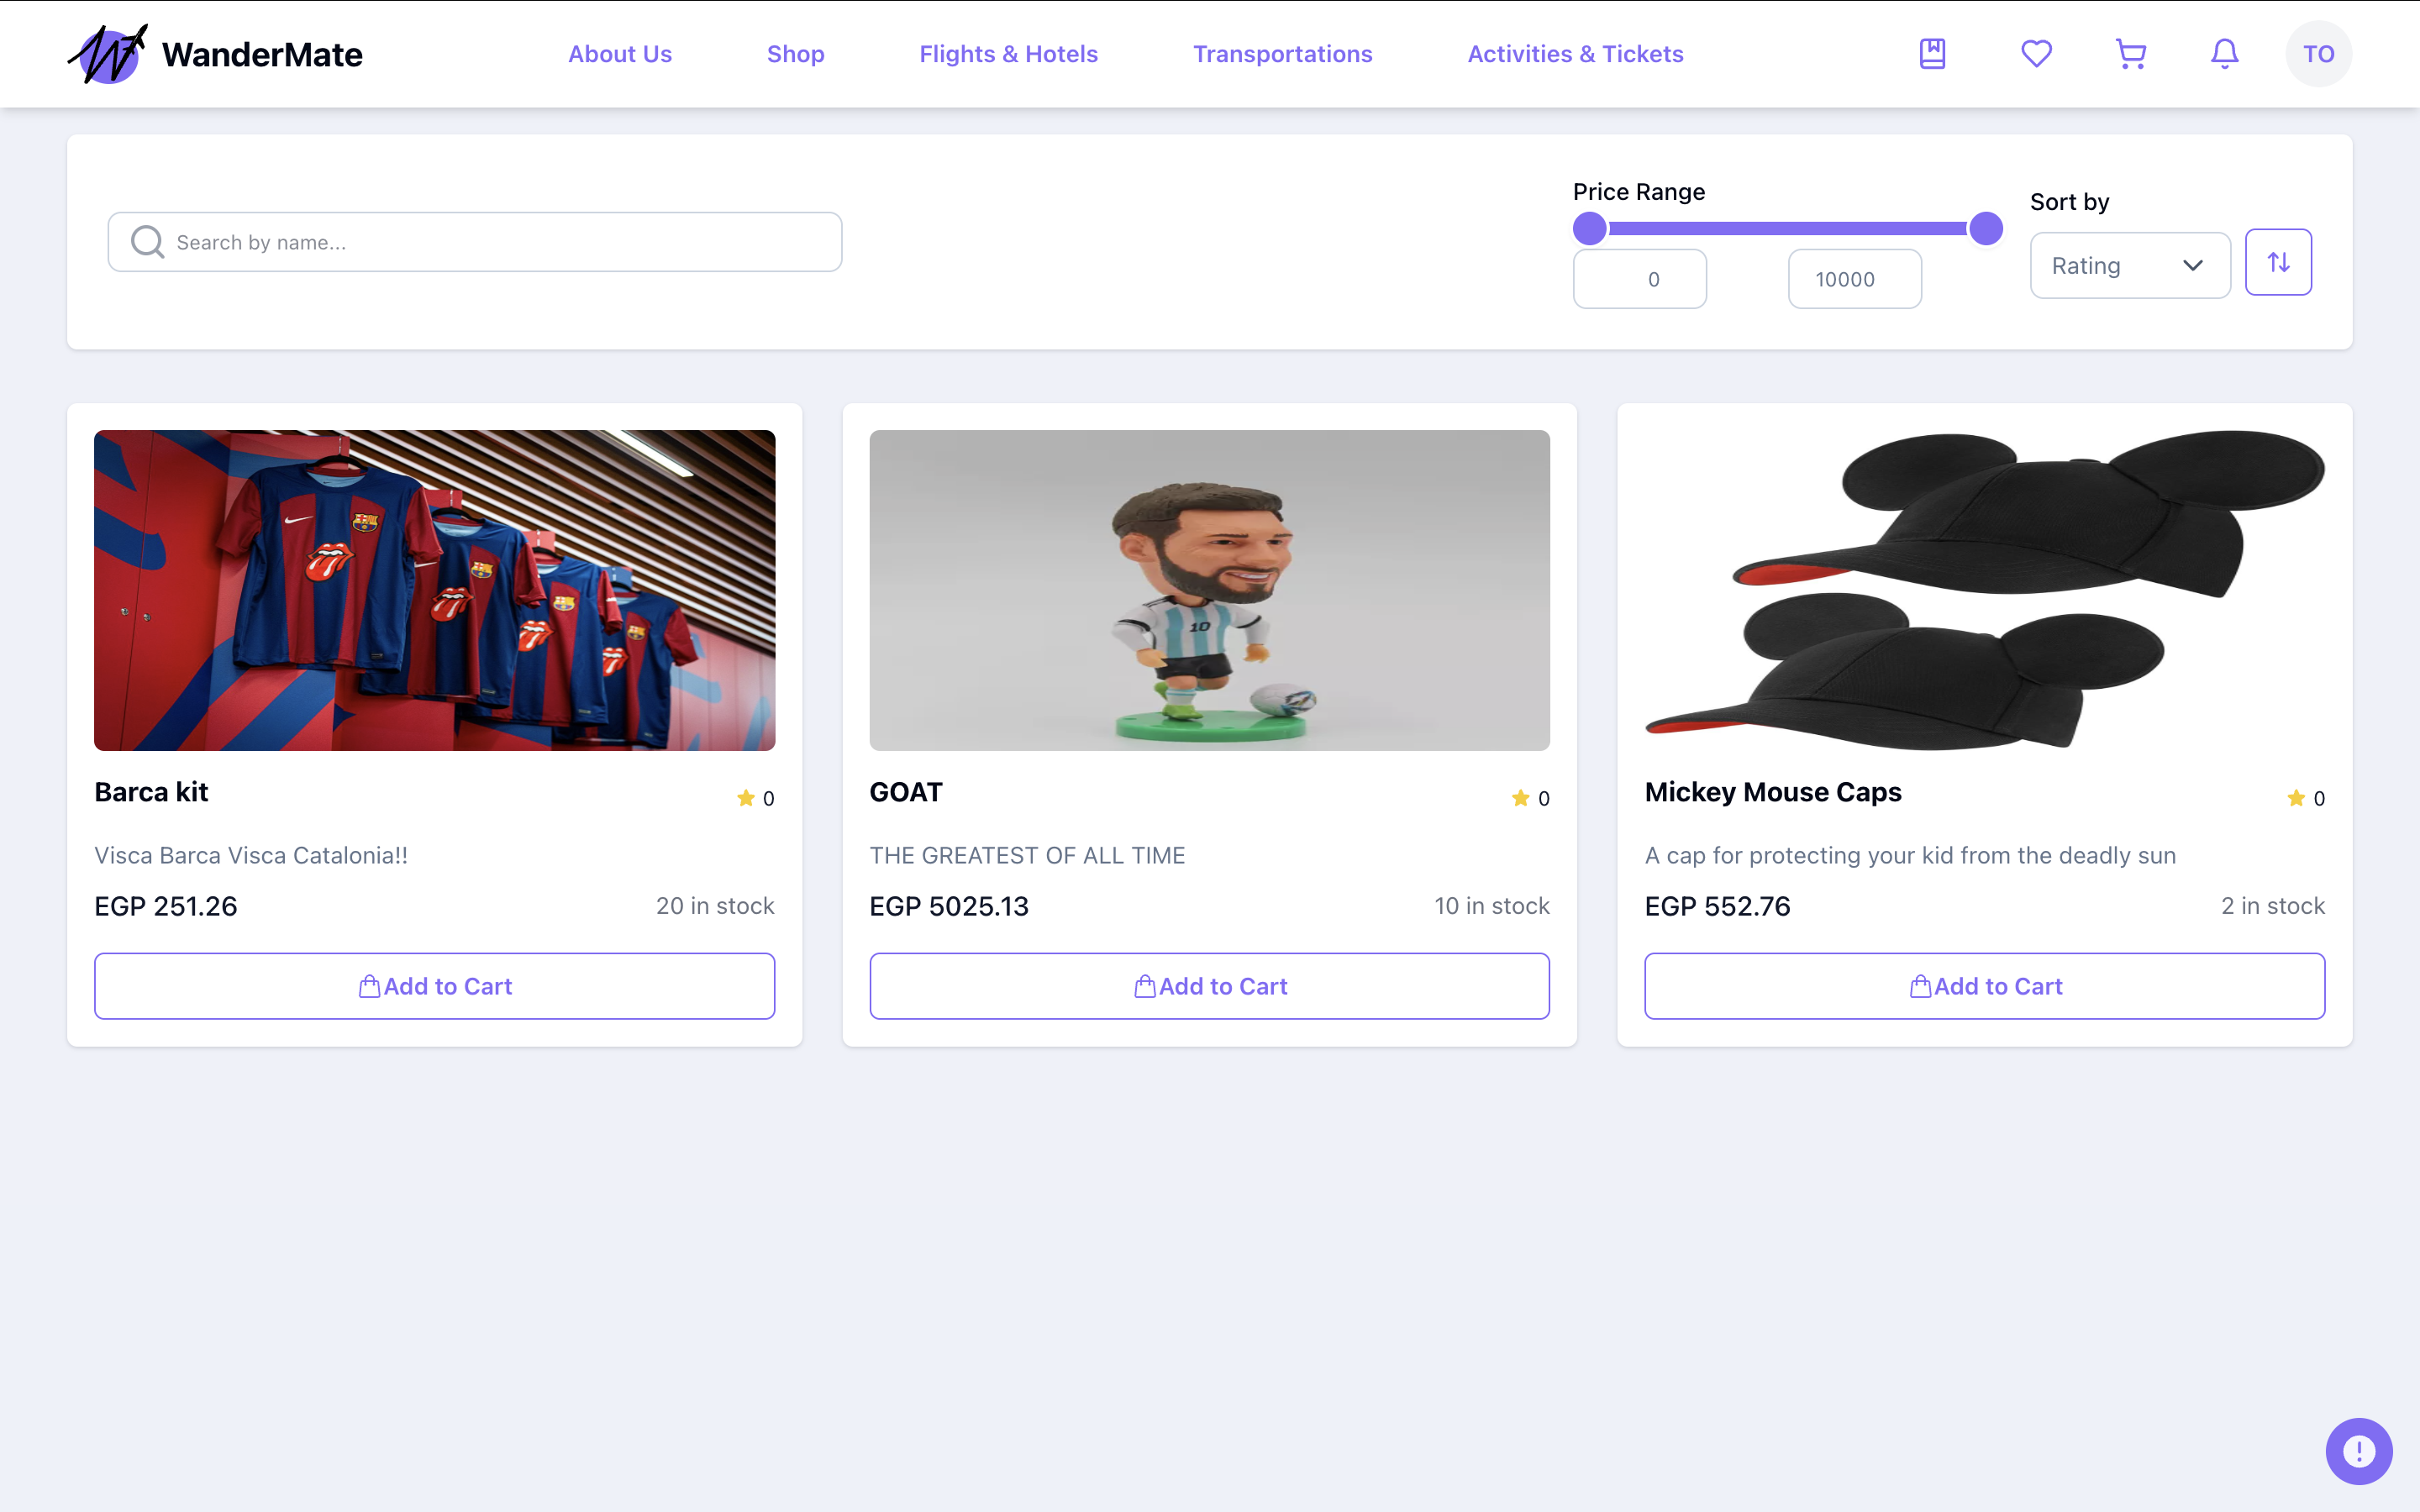 WanderMate
About Us
Shop
Flights & Hotels
Transportations
Activities & Tickets
TO
Search by name...
Price Range
0
10000
Sort by
Rating
10
Barca kit
0
Visca Barca Visca Catalonia!!
EGP 251.26
20 in stock
Add to Cart
GOAT
0
THE GREATEST OF ALL TIME
EGP 5025.13
10 in stock
Add to Cart
Mickey Mouse Caps
0
A cap for protecting your kid from the deadly sun
EGP 552.76
2 in stock
Add to Cart